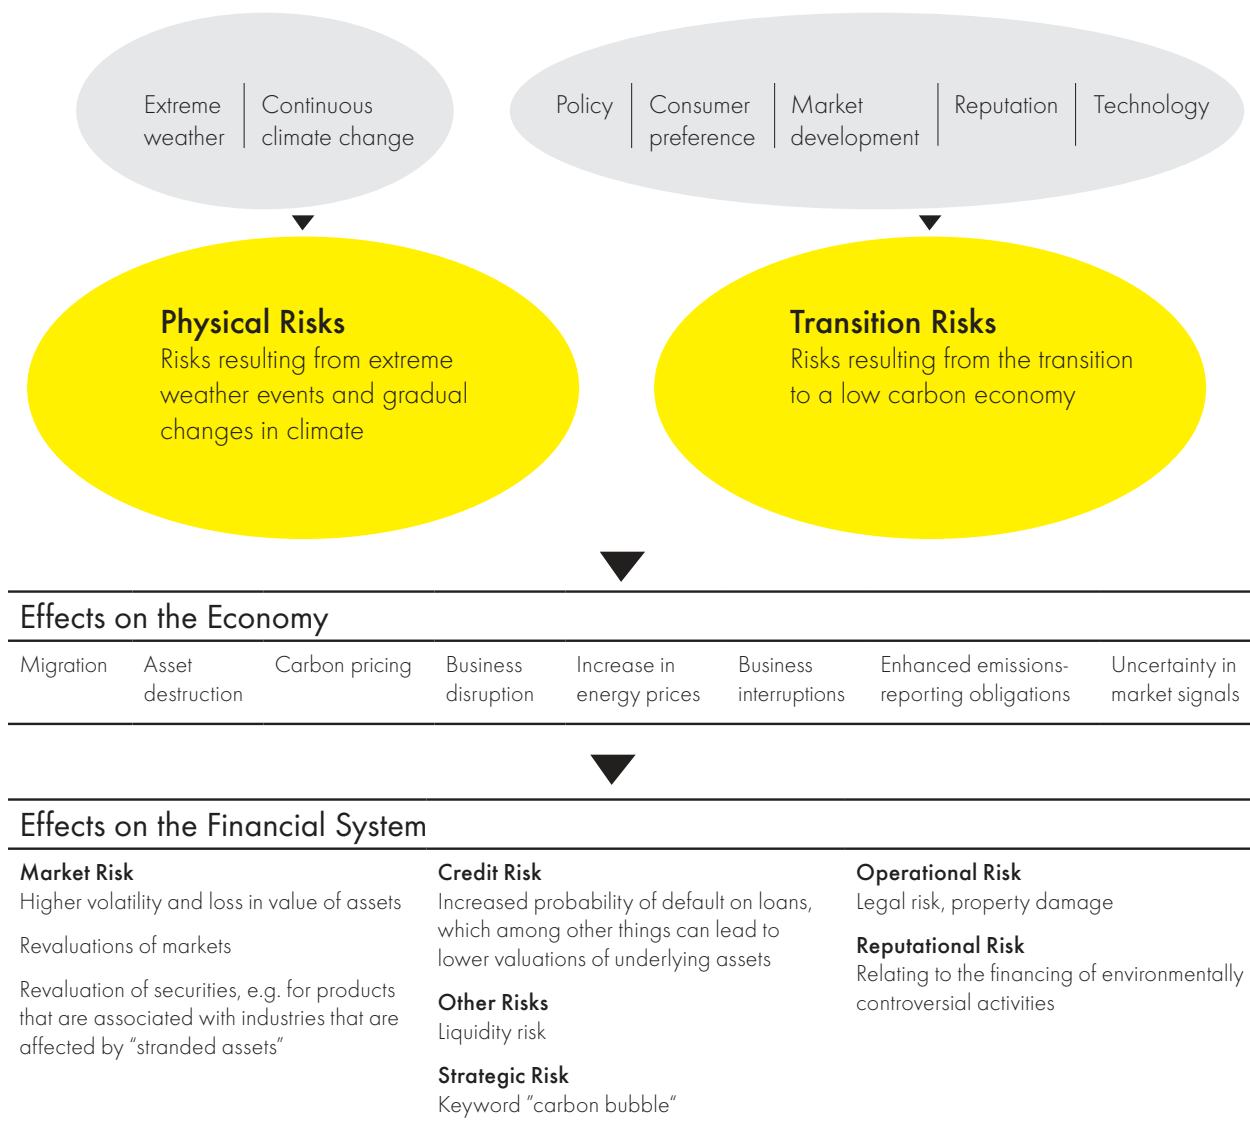 Extreme
weather
Continuous
climate change
Policy
Consumer
preference
Market
development
Reputation
Technology
Physical Risks
Risks resulting from extreme
weather events and gradual
changes in climate
Transition Risks
Risks resulting from the transition
to a low carbon economy
Effects on the Economy
Migration
Asset
destruction
Carbon pricing
Business
disruption
Increase in
energy prices
Business
interruptions
Enhanced emissions-
reporting obligations
Uncertainty in
market signals
Effects on the Financial System
Market Risk
Higher volatility and loss in value of assets
Revaluations of markets
Revaluation of securities, e.g. for products
that are associated with industries that are
affected by “stranded assets”
Credit Risk
Increased probability of default on loans,
which among other things can lead to
lower valuations of underlying assets
Other Risks
Liquidity risk
Strategic Risk
Keyword ”carbon bubble“
Operational Risk
Legal risk, property damage
Reputational Risk
Relating to the financing of environmentally
controversial activities